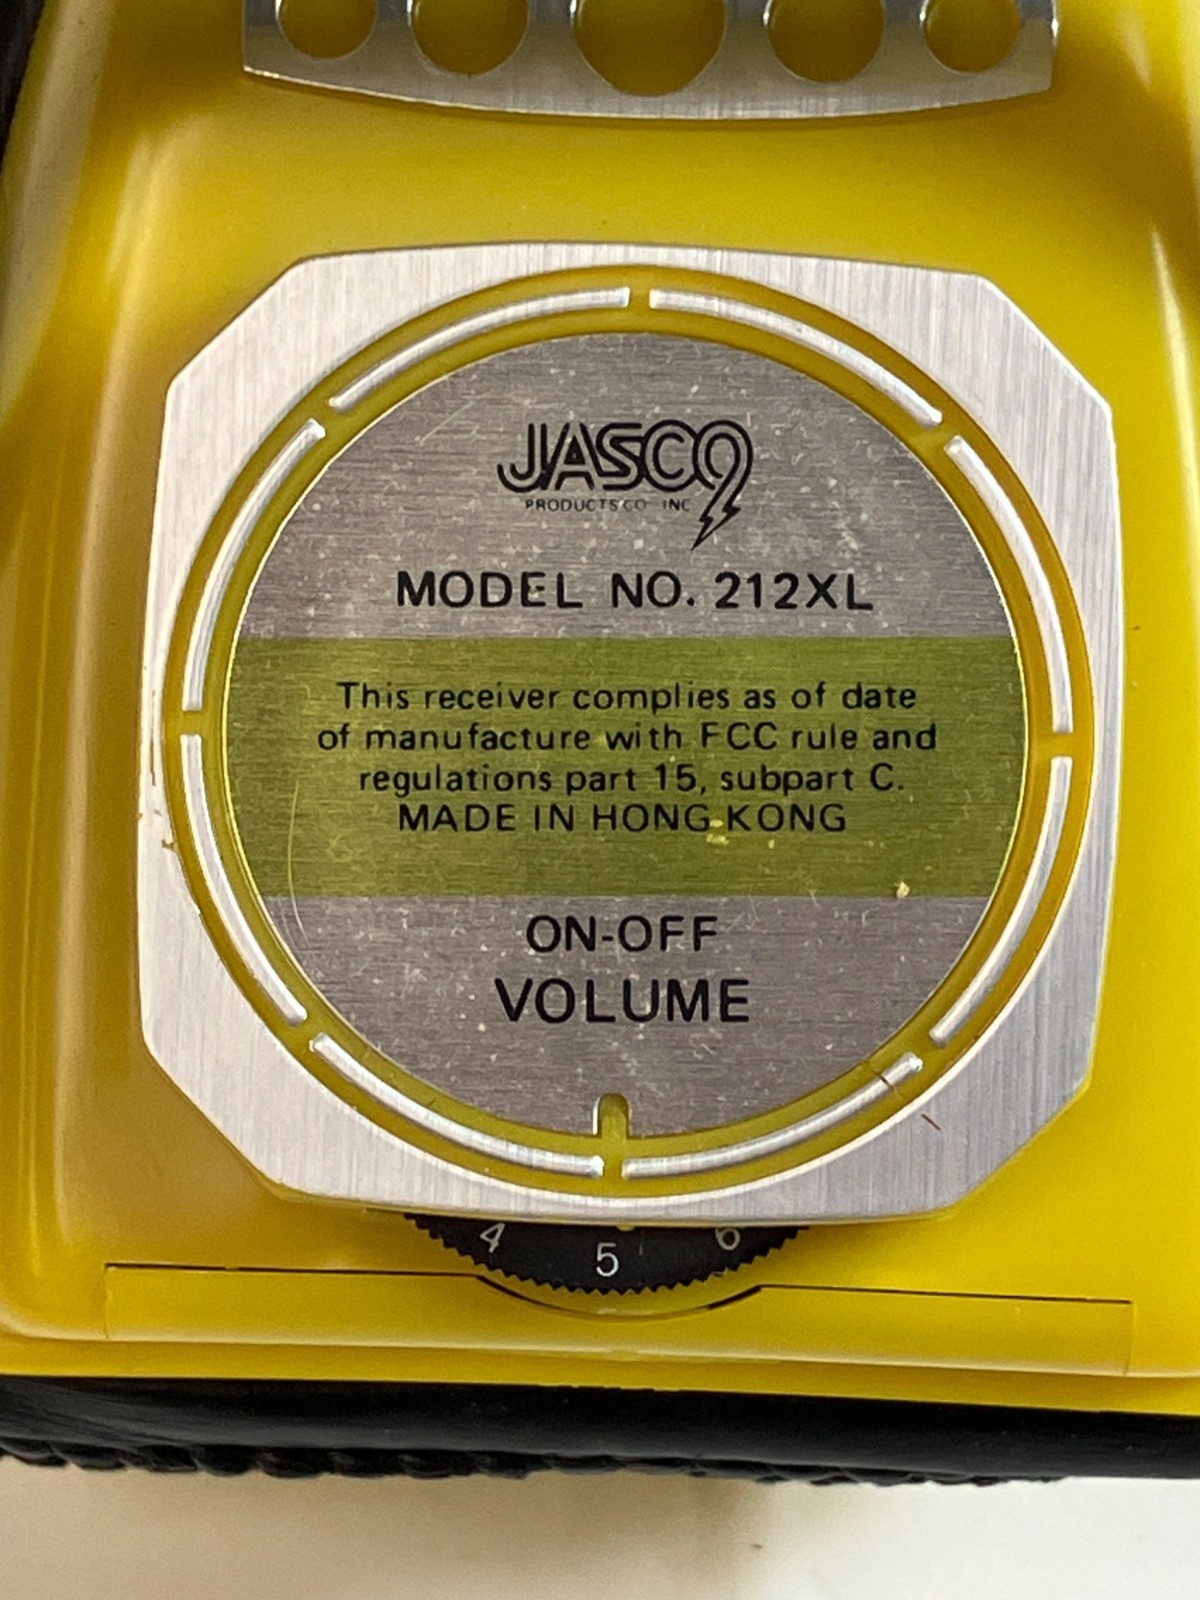 JASCO
PRODUCTS CO INC
MODEL NO. 212XL
This receiver complies as of date
of manufacture with FCC rule and
regulations part 15, subpart C.
MADE IN HONG KONG
ON-OFF
VOLUME
4 5 6